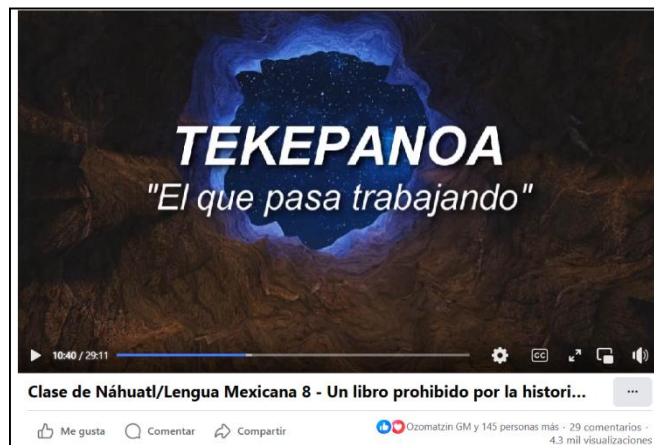 TEKEPANOA
"El que pasa trabajando"
10:40 / 29:11
CC
Clase de Náhuatl/Lengua Mexicana 8 - Un libro prohibido por la histori...
Me gusta
Comentar
Compartir
Ozomatzin GM y 145 personas más · 29 comentarios ·
4.3 mil visualizaciones